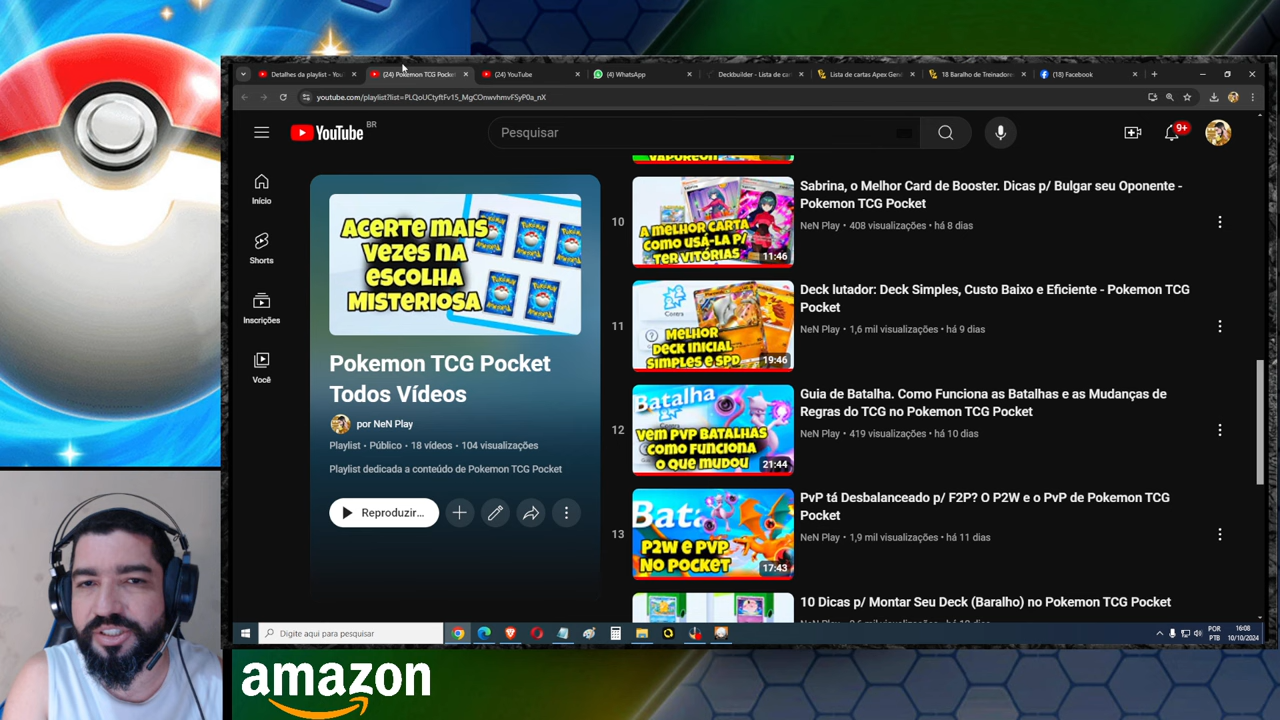 Detalhes da playlist - You
(24) Pokemon TCG Pocket
(24) YouTube
(4) WhatsApp
Deckbuilder - Lista de car
Lista de cartas Apex Gene
18 Baralho de Treinadore
(18) Facebook
youtube.com/playlist?list=PLQoUCtyftFv15_MgCOnwvhmvFSyP0a_nX
YouTube BR
Pesquisar
9+
Início
Shorts
Inscrições
Você
ACERTE MAIS
VEZES NA
ESCOLHA
MISTERIOSA
Pokemon TCG Pocket
Todos Vídeos
por NeN Play
Playlist • Público • 18 vídeos • 104 visualizações
Playlist dedicada a conteúdo de Pokemon TCG Pocket
Reproduzir...
VAPOREON
10
A MELHOR CARTA
COMO USÁ-LA P/
TER VITÓRIAS
11:46
Sabrina, o Melhor Card de Booster. Dicas p/ Bulgar seu Oponente -
Pokemon TCG Pocket
NeN Play • 408 visualizações • há 8 dias
11
MELHOR
DECK INICIAL
SIMPLES E SPD
19:46
Deck lutador: Deck Simples, Custo Baixo e Eficiente - Pokemon TCG
Pocket
NeN Play • 1,6 mil visualizações • há 9 dias
12
Batalha
VEM PVP BATALHAS
COMO FUNCIONA
O QUE MUDOU
21:44
Guia de Batalha. Como Funciona as Batalhas e as Mudanças de
Regras do TCG no Pokemon TCG Pocket
NeN Play • 419 visualizações • há 10 dias
13
Bata
P2W E PVP
NO POCKET
17:43
PvP tá Desbalanceado p/ F2P? O P2W e o PvP de Pokemon TCG
Pocket
NeN Play • 1,9 mil visualizações • há 11 dias
10 Dicas p/ Montar Seu Deck (Baralho) no Pokemon TCG Pocket
Digite aqui para pesquisar
POR
PTB
16:08
10/10/2024
amazon